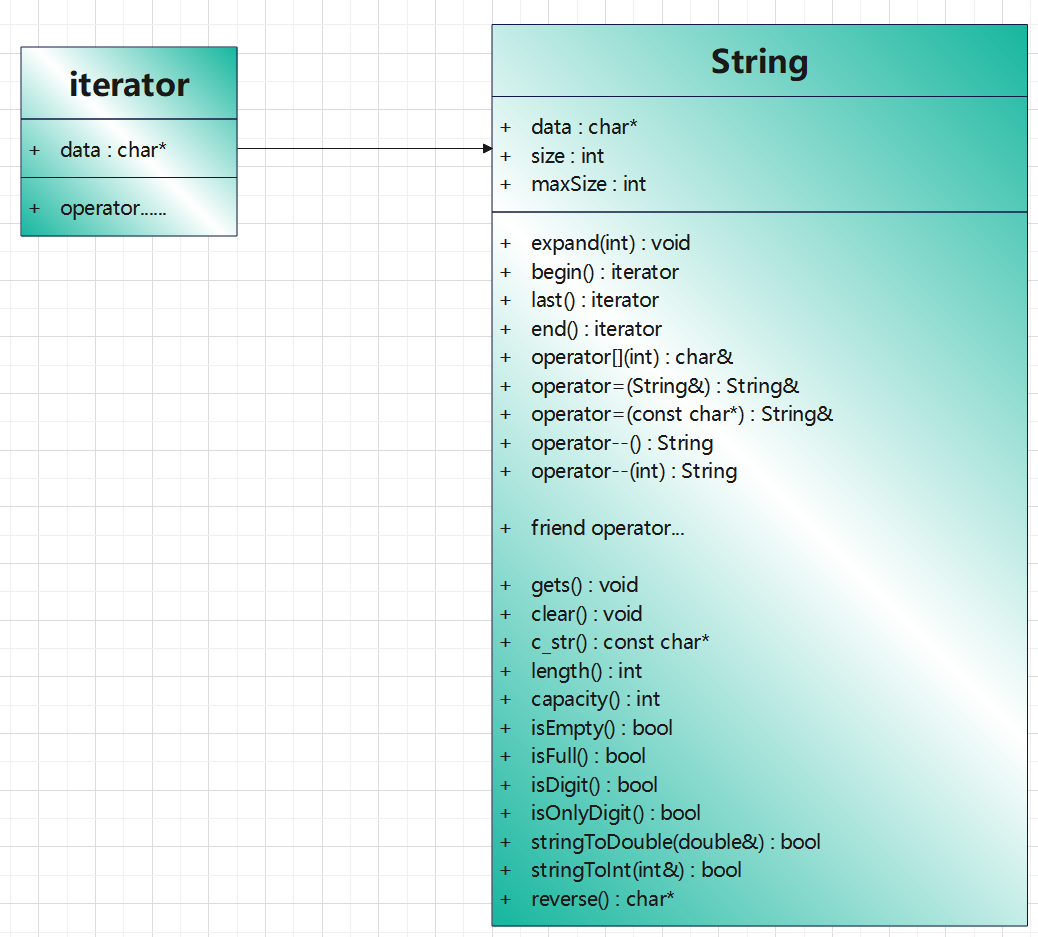 iterator
+ data : char*
+ operator......
String
+ data : char*
+ size : int
+ maxSize : int
+ expand(int) : void
+ begin() : iterator
+ last() : iterator
+ end() : iterator
+ operator[](int) : char&
+ operator=(String&) : String&
+ operator=(const char*) : String&
+ operator--() : String
+ operator--(int) : String
+ friend operator...
+ gets() : void
+ clear() : void
+ c_str() : const char*
+ length() : int
+ capacity() : int
+ isEmpty() : bool
+ isFull() : bool
+ isDigit() : bool
+ isOnlyDigit() : bool
+ stringToDouble(double&) : bool
+ stringToInt(int&) : bool
+ reverse() : char*